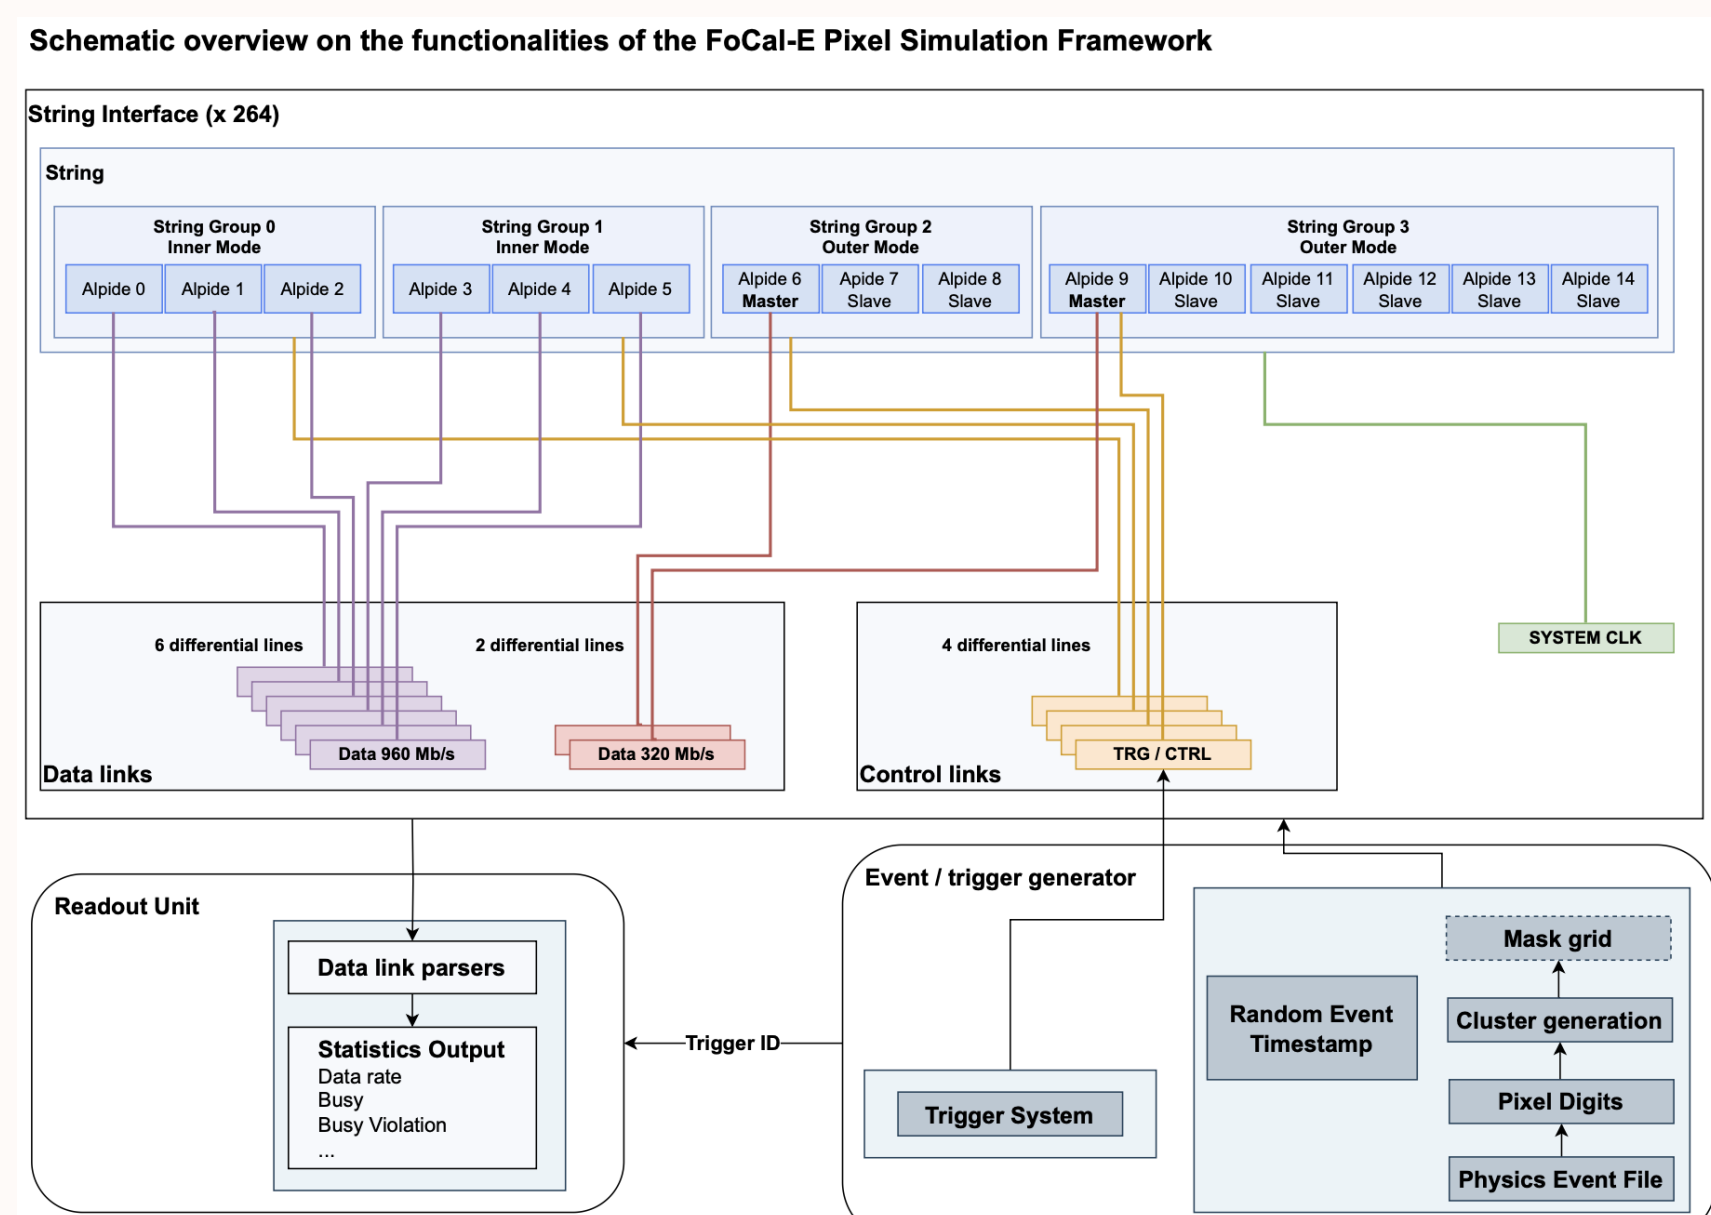 Schematic overview on the functionalities of the FoCal-E Pixel Simulation Framework
String Interface (x 264)
String
String Group 0
Inner Mode
Alpide 0
Alpide 1
Alpide 2
String Group 1
Inner Mode
Alpide 3
Alpide 4
Alpide 5
String Group 2
Outer Mode
Alpide 6
Master
Apide 7
Slave
Alpide 8
Slave
String Group 3
Outer Mode
Alpide 9
Master
Alpide 10
Slave
Alpide 11
Slave
Alpide 12
Slave
Alpide 13
Slave
Alpide 14
Slave
6 differential lines
2 differential lines
Data 960 Mb/s
Data 320 Mb/s
Data links
4 differential lines
TRG / CTRL
Control links
SYSTEM CLK
Readout Unit
Data link parsers
Statistics Output
Data rate
Busy
Busy Violation
...
Trigger ID
Event / trigger generator
Trigger System
Random Event
Timestamp
Mask grid
Cluster generation
Pixel Digits
Physics Event File